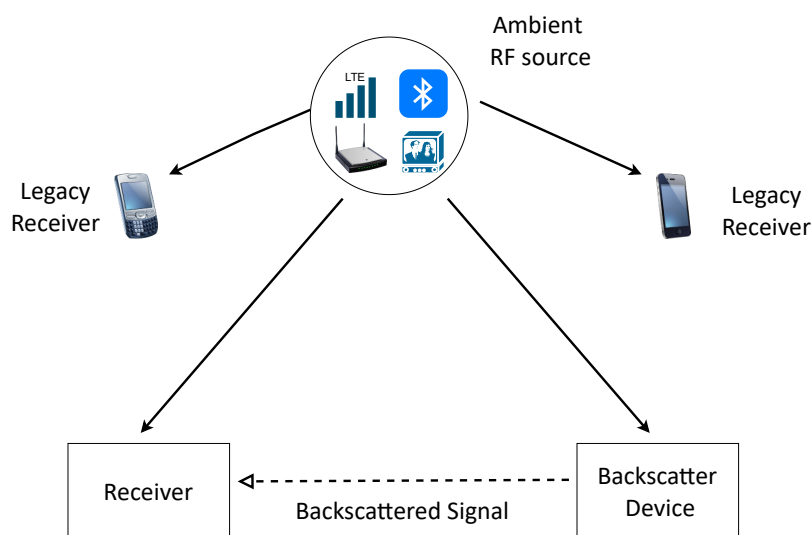 Ambient
RF source
LTE
Legacy
Receiver
Legacy
Receiver
Receiver
Backscattered Signal
Backscatter
Device